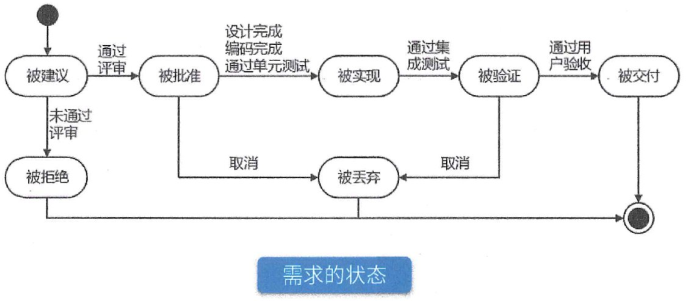 被建议
通过
评审
被批准
设计完成
编码完成
通过单元测试
被实现
通过集
成测试
被验证
通过用
户验收
被交付
未通过
评审
被拒绝
取消
被丢弃
取消
需求的状态